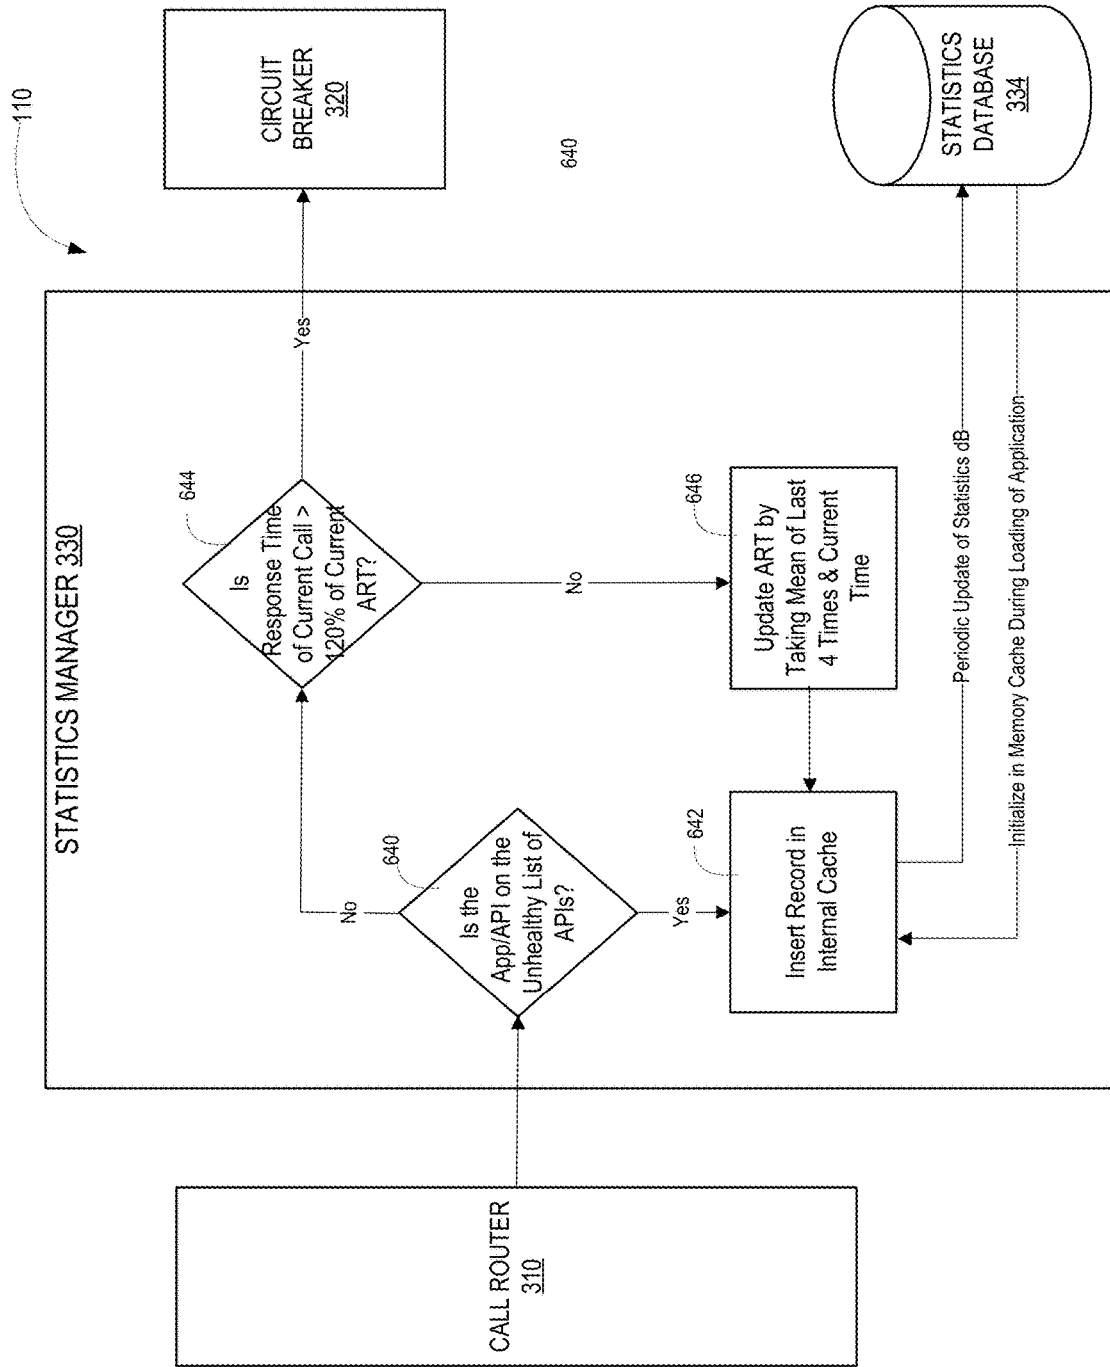 110
STATISTICS MANAGER 330
CALL ROUTER
310
640
Is the
App/API on the
Unhealthy List of
APIs?
No
Yes
644
Is
Response Time
of Current Call >
120% of Current
ART?
Yes
No
CIRCUIT
BREAKER
320
640
642
Insert Record in
Internal Cache
646
Update ART by
Taking Mean of Last
4 Times & Current
Time
Periodic Update of Statistics dB
Initialize in Memory Cache During Loading of Application
STATISTICS
DATABASE
334